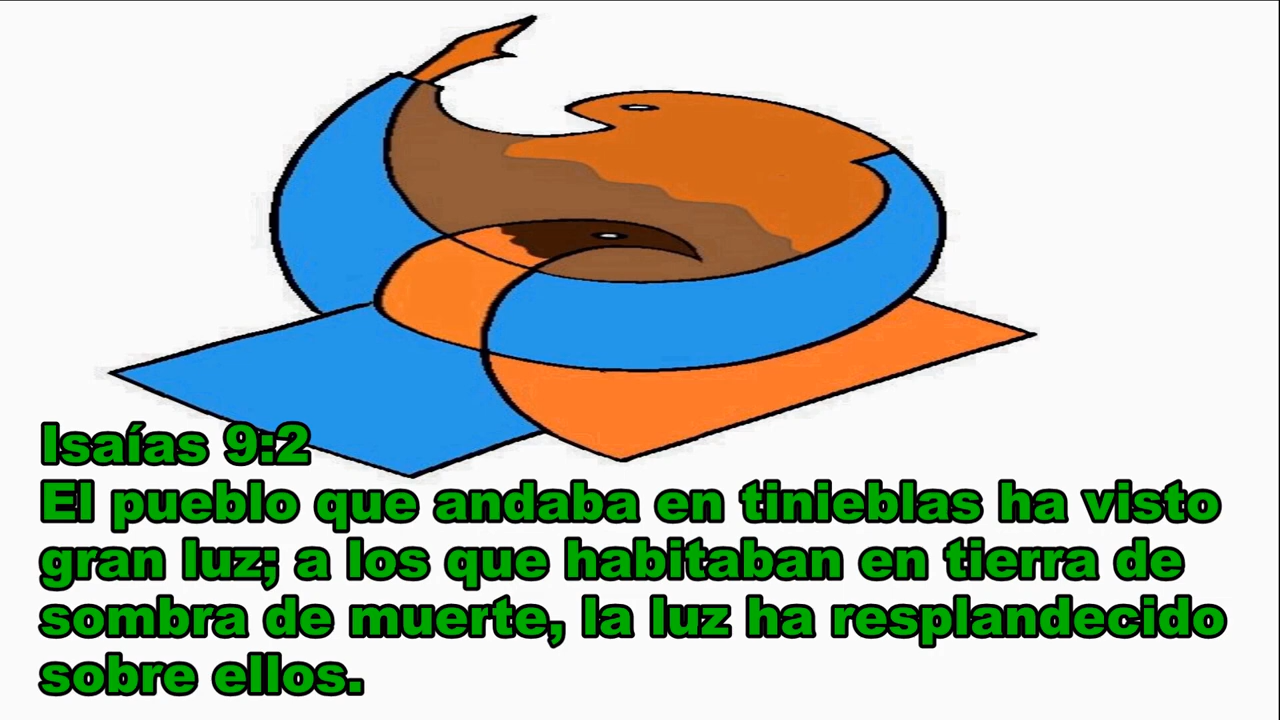 Isaías 9:2
El pueblo que andaba en tinieblas ha visto
gran luz; a los que habitaban en tierra de
sombra de muerte, la luz ha resplandecido
sobre ellos.